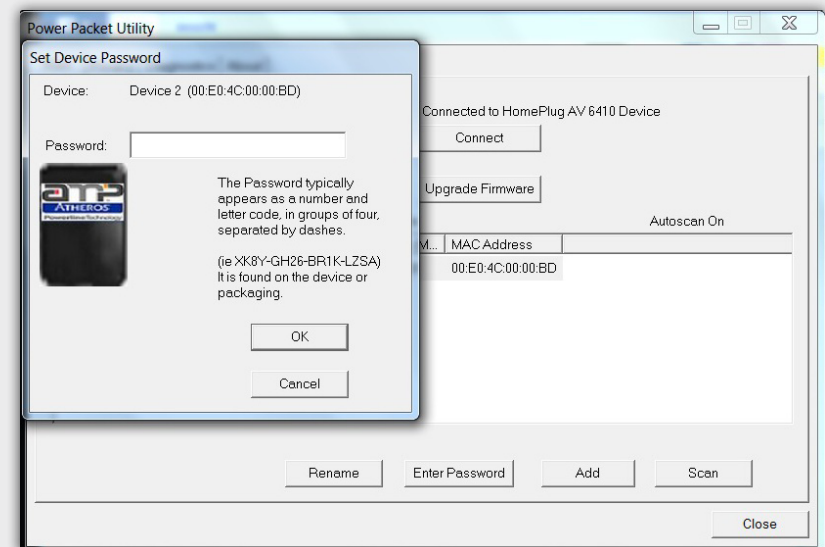 Power Packet Utility
Set Device Password
Device: Device 2 (00:E0:4C:00:00:BD)
Connected to HomePlug AV 6410 Device
Connect
Password:
ATHEROS
The Password typically
appears as a number and
letter code, in groups of four,
separated by dashes.
Upgrade Firmware
Autoscan On
M... MAC Address
(ie XK8Y-GH26-BR1K-LZSA)
It is found on the device or
packaging.
00:E0:4C:00:00:BD
OK
Cancel
Rename Enter Password Add Scan
Close